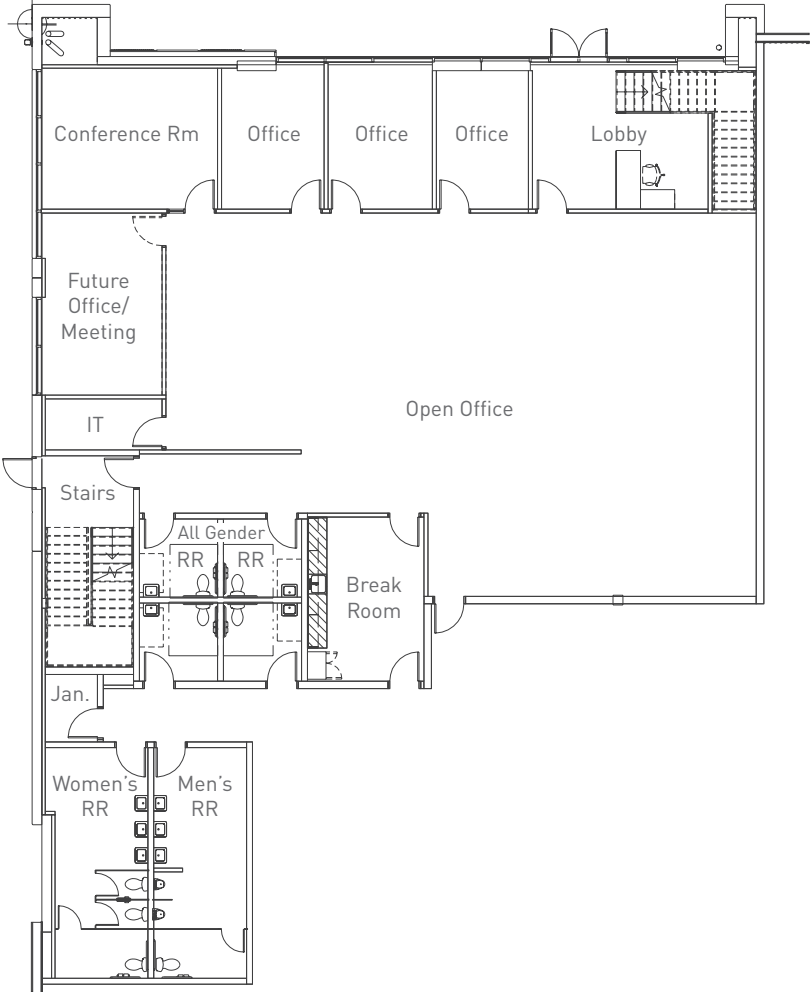 Conference Rm
Office
Office
Office
Lobby
Future
Office/
Meeting
Open Office
IT
Stairs
All Gender
RR
RR
Break
Room
Jan.
Women's
RR
Men's
RR